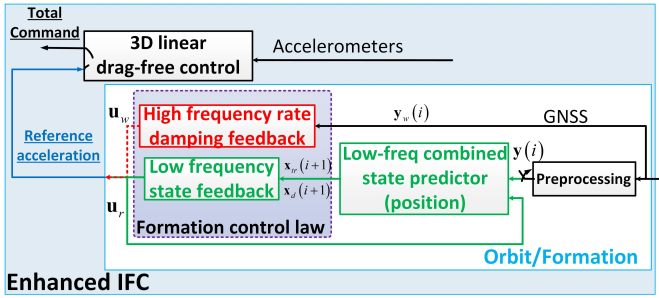 Total
Command
3D linear
drag-free control
Accelerometers
u_w
High frequency rate
damping feedback
y_w(i)
GNSS
Reference
acceleration
Low frequency
state feedback
x_tr(i+1)
x_d(i+1)
Low-freq combined
state predictor
(position)
y(i)
Preprocessing
u_r
Formation control law
Orbit/Formation
Enhanced IFC